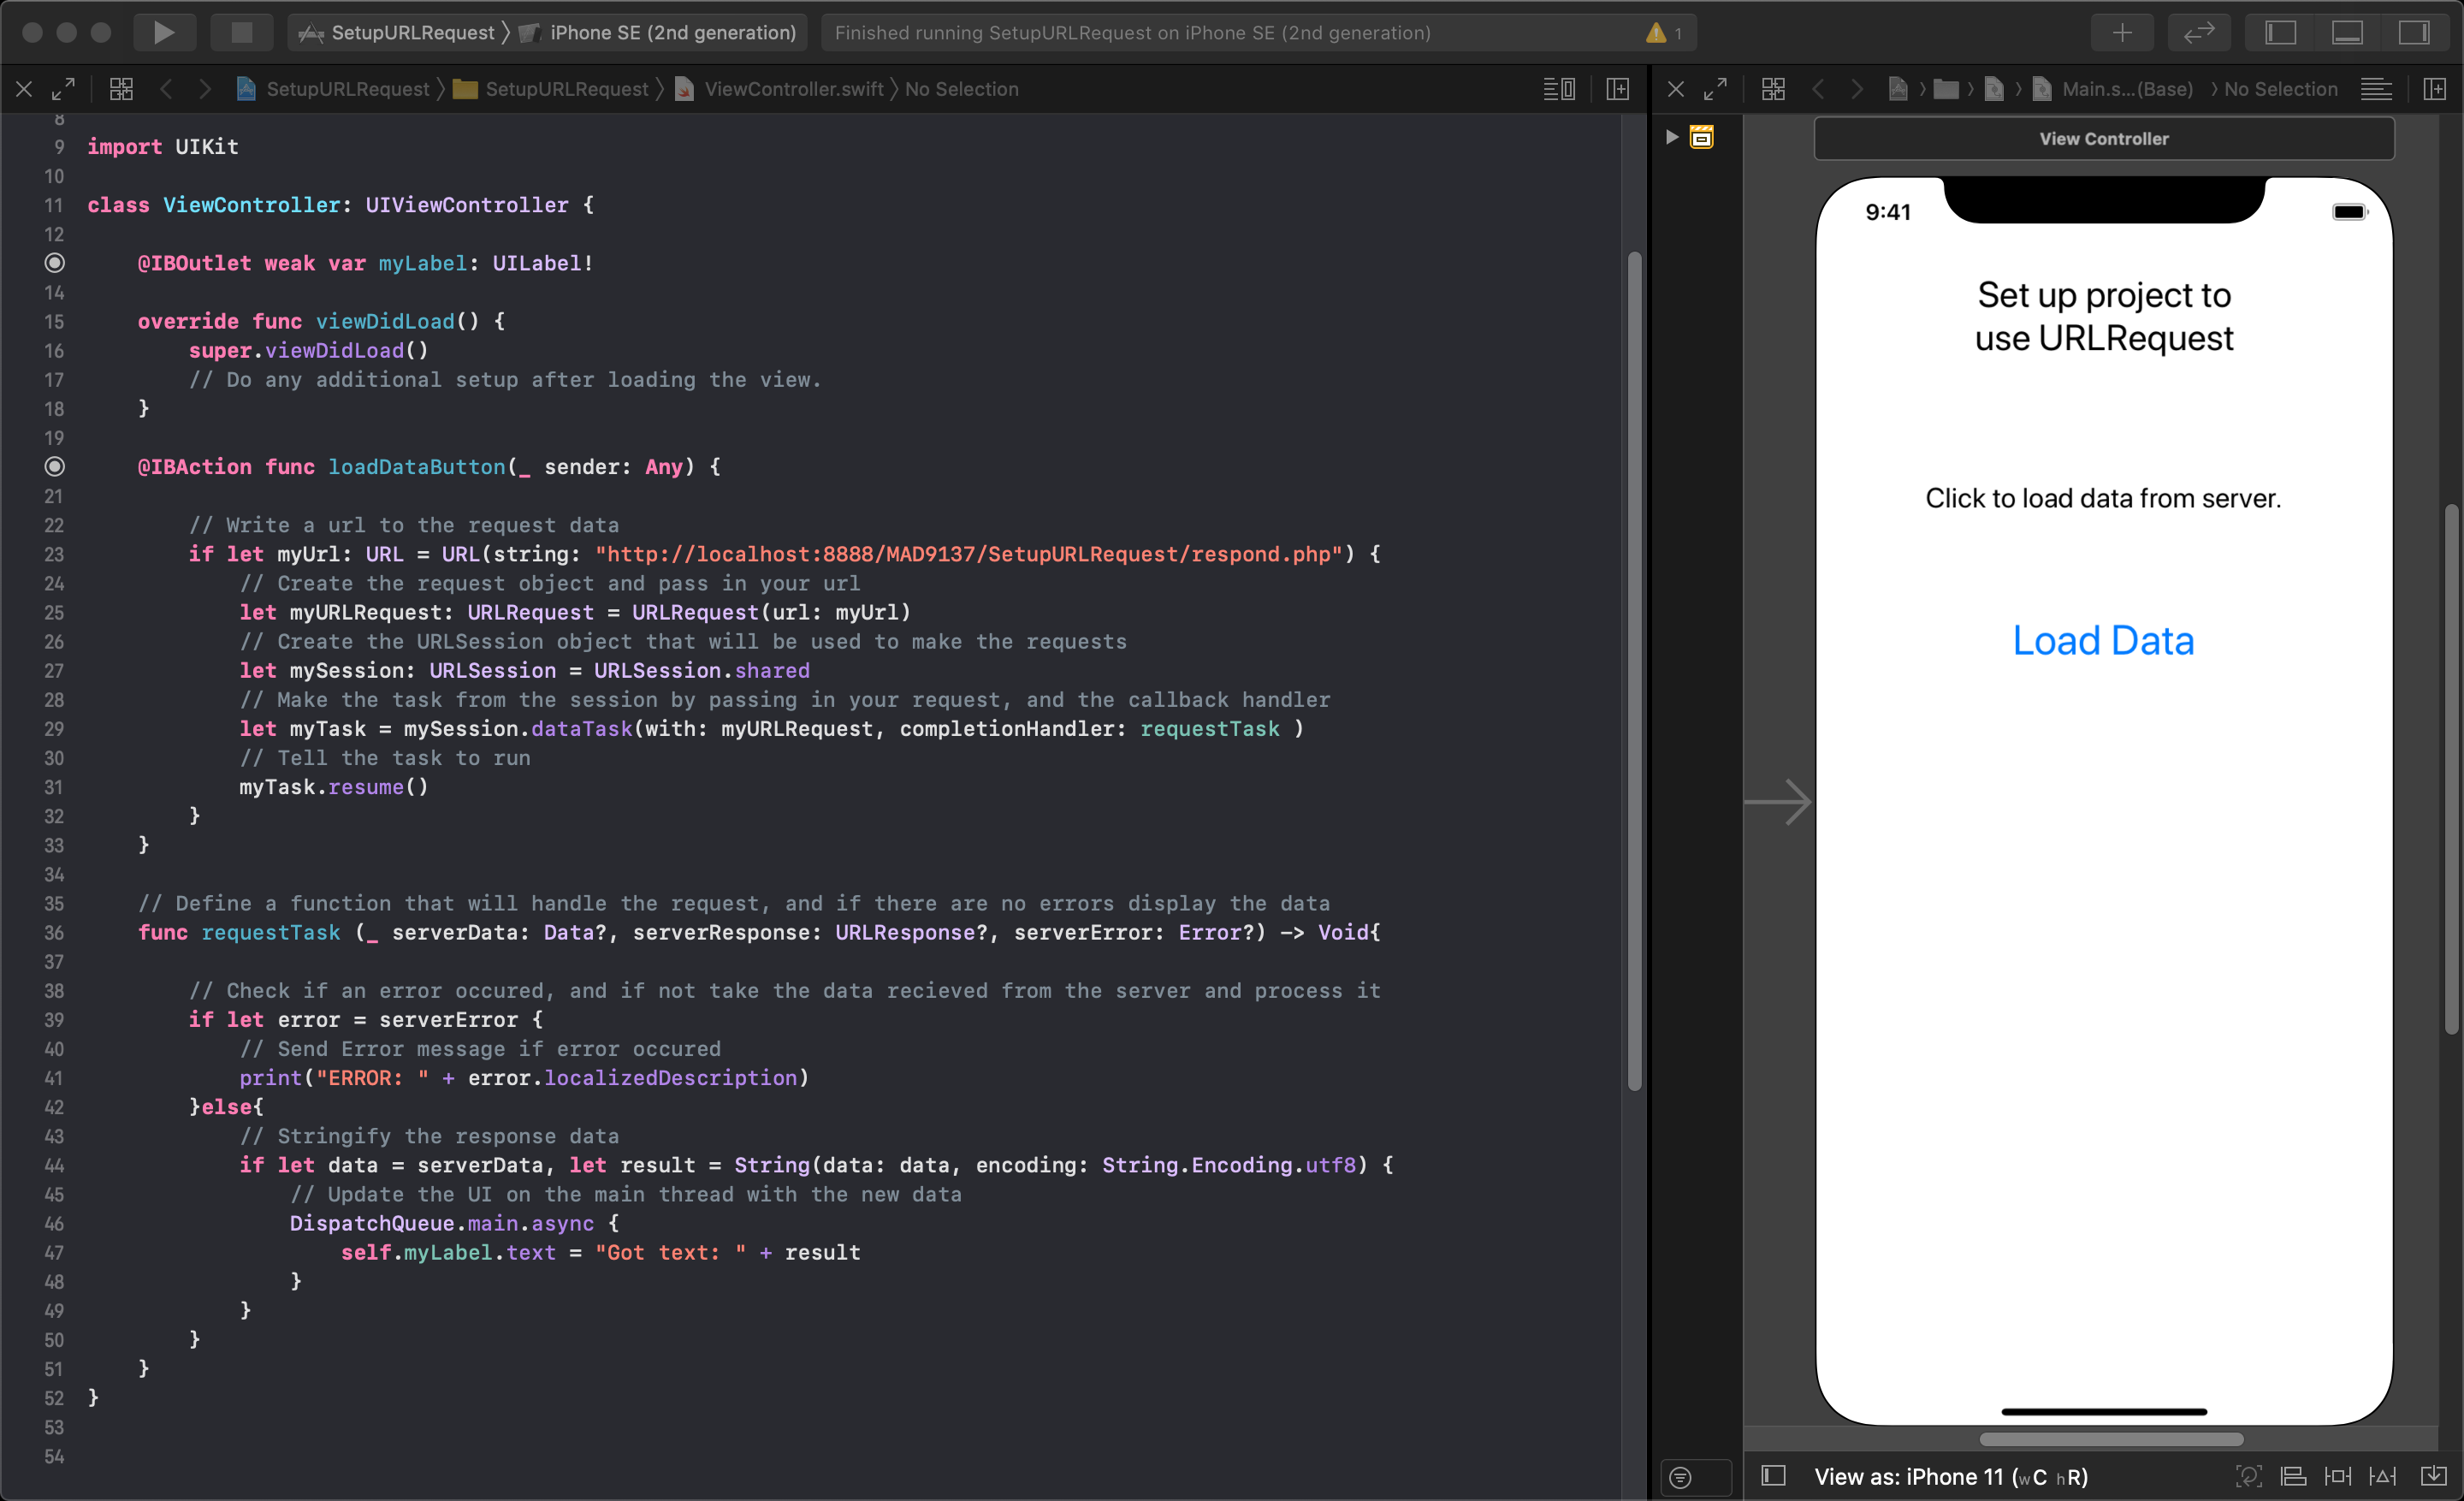 SetupURLRequest 〉 iPhone SE (2nd generation)
Finished running SetupURLRequest on iPhone SE (2nd generation)
1
SetupURLRequest 〉 SetupURLRequest 〉 ViewController.swift 〉 No Selection
8
9 import UIKit
10
11 class ViewController: UIViewController {
12
@IBOutlet weak var myLabel: UILabel!
14
15 override func viewDidLoad() {
16 super.viewDidLoad()
17 // Do any additional setup after loading the view.
18 }
19
@IBAction func loadDataButton(_ sender: Any) {
21
22 // Write a url to the request data
23 if let myUrl: URL = URL(string: "http://localhost:8888/MAD9137/SetupURLRequest/respond.php") {
24 // Create the request object and pass in your url
25 let myURLRequest: URLRequest = URLRequest(url: myUrl)
26 // Create the URLSession object that will be used to make the requests
27 let mySession: URLSession = URLSession.shared
28 // Make the task from the session by passing in your request, and the callback handler
29 let myTask = mySession.dataTask(with: myURLRequest, completionHandler: requestTask )
30 // Tell the task to run
31 myTask.resume()
32 }
33 }
34
35 // Define a function that will handle the request, and if there are no errors display the data
36 func requestTask (_ serverData: Data?, serverResponse: URLResponse?, serverError: Error?) -> Void{
37
38 // Check if an error occured, and if not take the data recieved from the server and process it
39 if let error = serverError {
40 // Send Error message if error occured
41 print("ERROR: " + error.localizedDescription)
42 }else{
43 // Stringify the response data
44 if let data = serverData, let result = String(data: data, encoding: String.Encoding.utf8) {
45 // Update the UI on the main thread with the new data
46 DispatchQueue.main.async {
47 self.myLabel.text = "Got text: " + result
48 }
49 }
50 }
51 }
52 }
53
54
Main.s...(Base) 〉 No Selection
View Controller
9:41
Set up project to
use URLRequest
Click to load data from server.
Load Data
View as: iPhone 11 (wC hR)